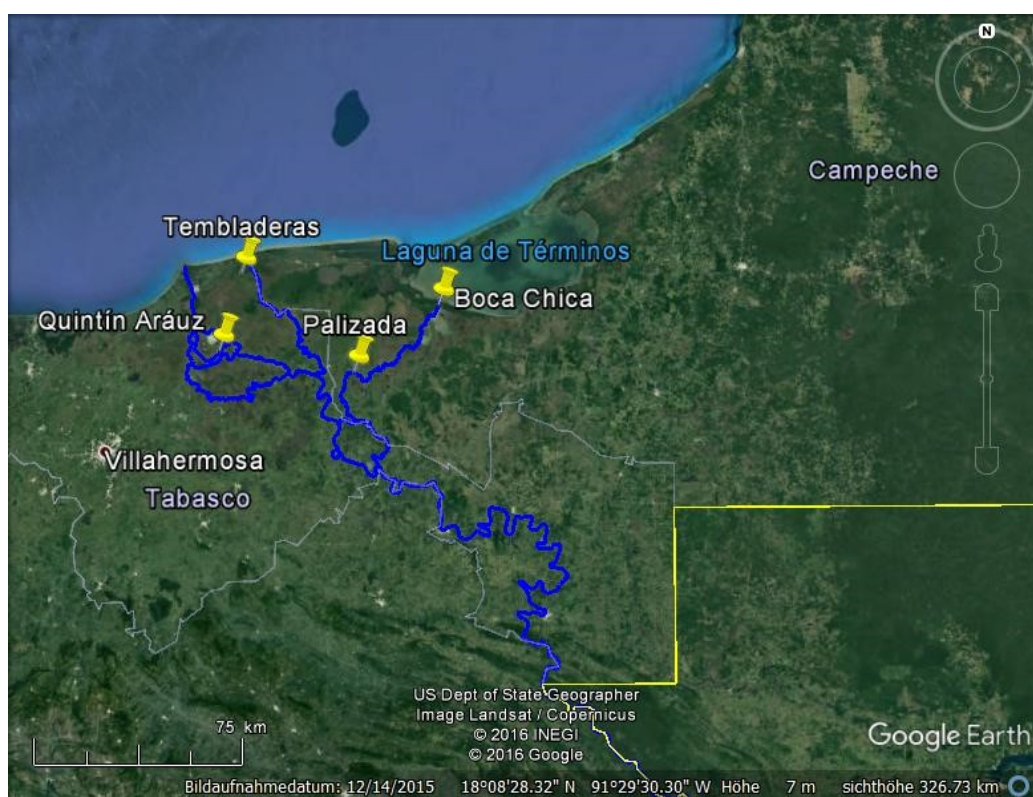 N
Campeche
Tembladeras
Laguna de Términos
Boca Chica
Quintín Aráuz
Palizada
Villahermosa
Tabasco
US Dept of State Geographer
Image Landsat / Copernicus
© 2016 INEGI
© 2016 Google
75 km
Google Earth
Bildaufnahmedatum: 12/14/2015 18°08'28.32" N 91°29'30.30" W Höhe 7 m sichthöhe 326.73 km